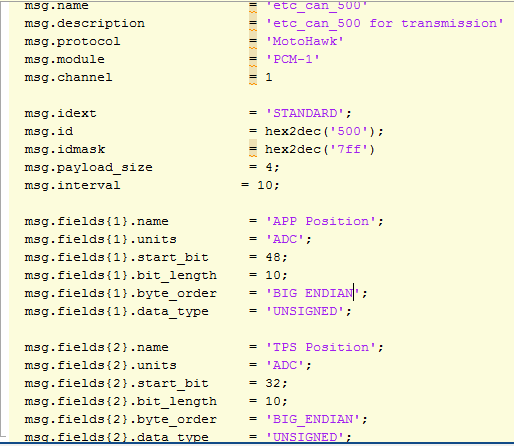 msg.name = 'etc_can_500'
msg.description = 'etc_can_500 for transmission'
msg.protocol = 'MotoHawk'
msg.module = 'PCM-1'
msg.channel = 1
msg.idext = 'STANDARD';
msg.id = hex2dec('500');
msg.idmask = hex2dec('7ff')
msg.payload_size = 4;
msg.interval = 10;
msg.fields{1}.name = 'APP Position';
msg.fields{1}.units = 'ADC';
msg.fields{1}.start_bit = 48;
msg.fields{1}.bit_length = 10;
msg.fields{1}.byte_order = 'BIG ENDIAN';
msg.fields{1}.data_type = 'UNSIGNED';
msg.fields{2}.name = 'TPS Position';
msg.fields{2}.units = 'ADC';
msg.fields{2}.start_bit = 32;
msg.fields{2}.bit_length = 10;
msg.fields{2}.byte_order = 'BIG_ENDIAN';
msg.fields{2}.data_type = 'UNSIGNED';